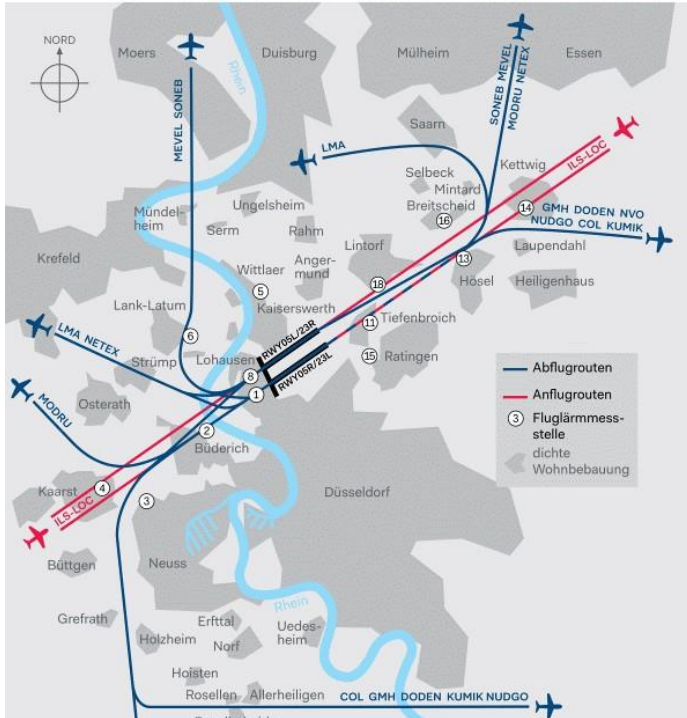 NORD
Moers
Duisburg
Mülheim
Essen
Rhein
MEVEL SONEB
SONEB MEVEL
MODRU NETEX
LMA
Saarn
Kettwig
ILS-LOC
Selbeck
Mintard
Breitscheid
14
16
GMH DODEN NVO
NUDGO COL KUMIK
Mündel-
heim
Ungelsheim
Serm
Rahm
Lintorf
Laupendahl
Krefeld
Wittlaer
Anger-
mund
13
Hösel
Heiligenhaus
5
18
Kaiserswerth
Lank-Latum
6
11
Tiefenbroich
LMA NETEX
Strümp
Lohausen
RWY05L/23R
RWY05R/23L
15
Ratingen
8
1
MODRU
Osterath
2
Büderich
Abflugrouten
Anflugrouten
3
Fluglärmmess-
stelle
dichte
Wohnbebauung
Kaarst
4
3
Düsseldorf
ILS-LOC
Büttgen
Neuss
Grefrath
Rhein
Erfttal
Uedes-
heim
Holzheim
Norf
Hoisten
Rosellen
Allerheiligen
COL GMH DODEN KUMIK NUDGO